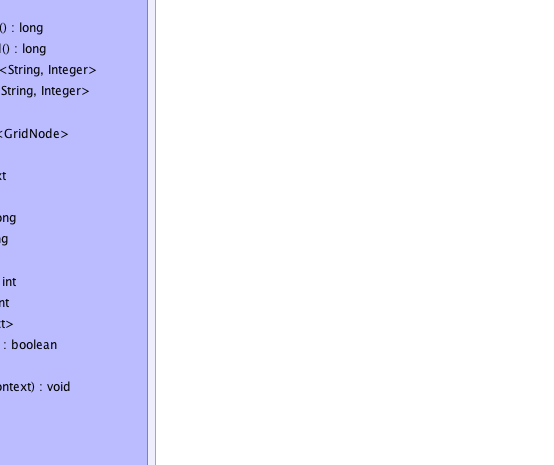 () : long
() : long
<String, Integer>
String, Integer>
<GridNode>
xt
ong
ng
int
nt
t>
) : boolean
ontext) : void